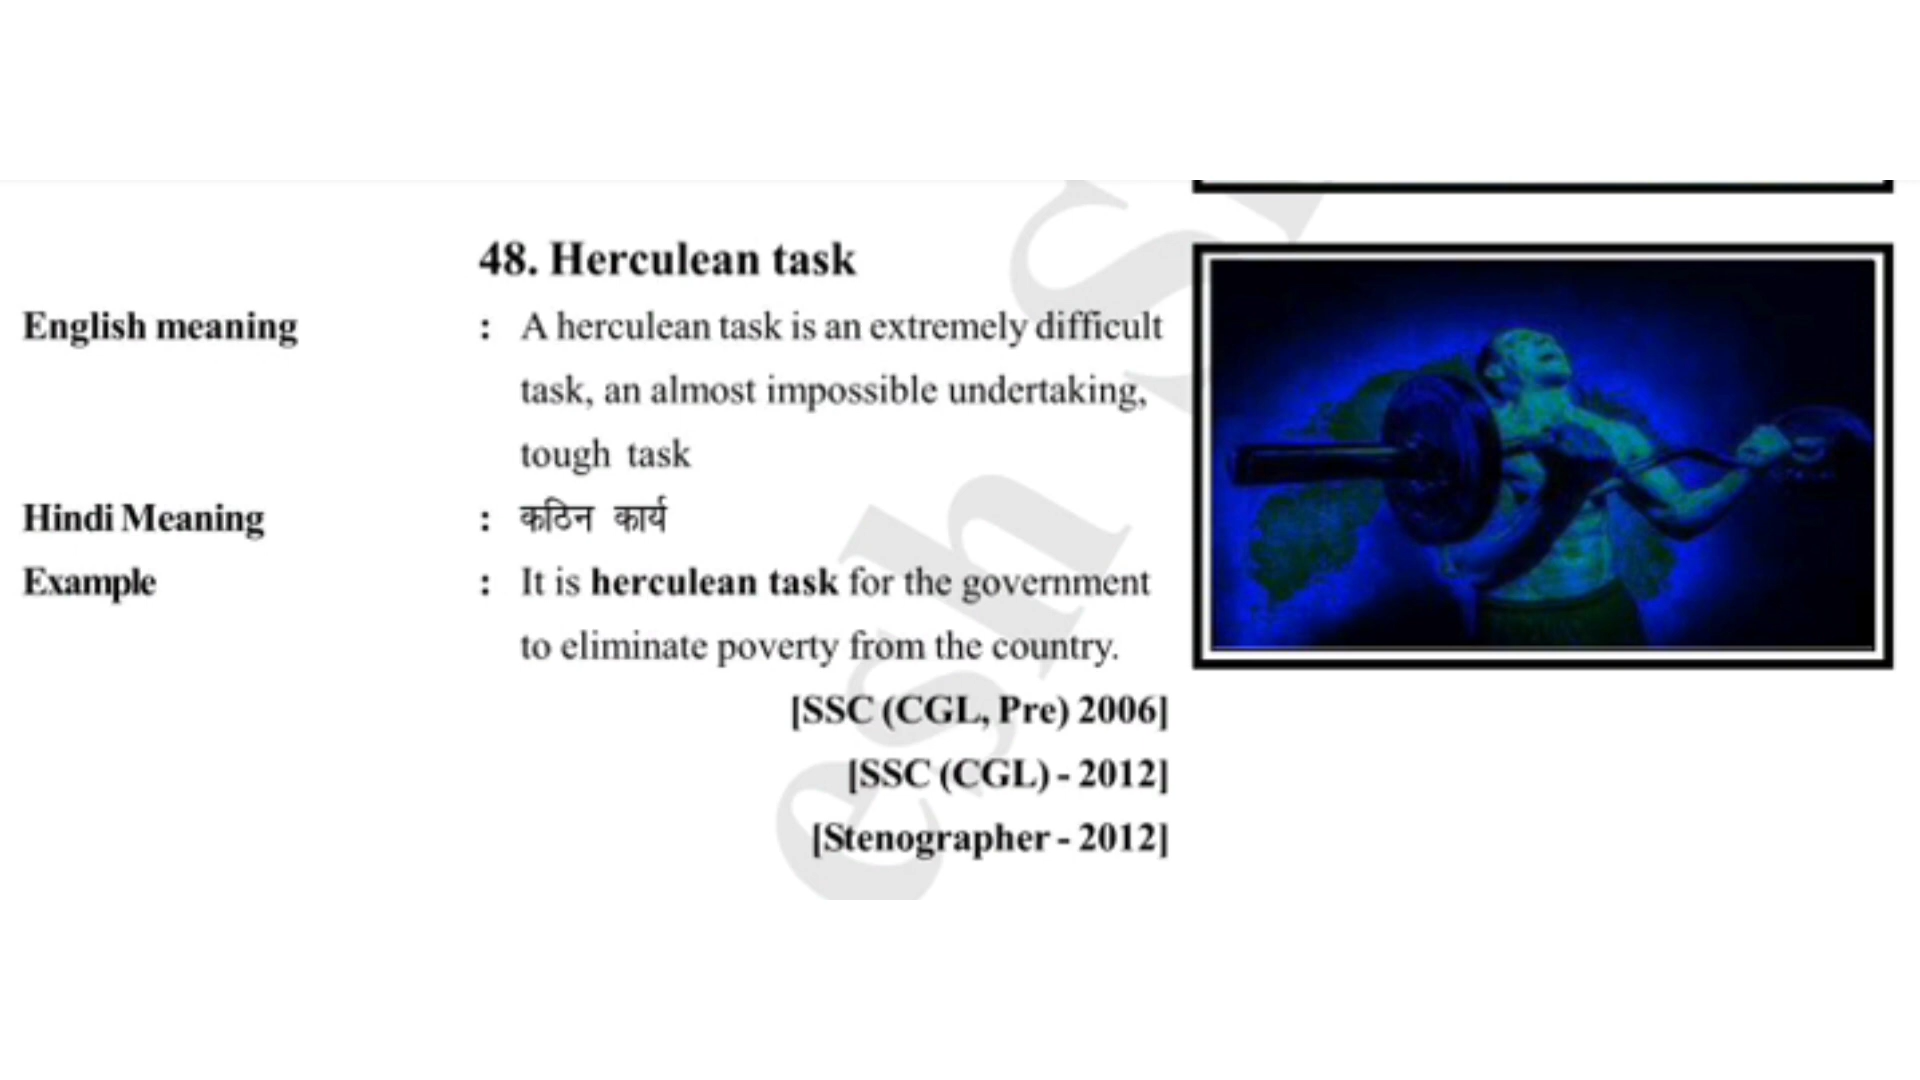 48. Herculean task
English meaning : A herculean task is an extremely difficult
task, an almost impossible undertaking,
tough task
Hindi Meaning : कठिन कार्य
Example : It is herculean task for the government
to eliminate poverty from the country.
[SSC (CGL, Pre) 2006]
[SSC (CGL) - 2012]
[Stenographer - 2012]
esh S